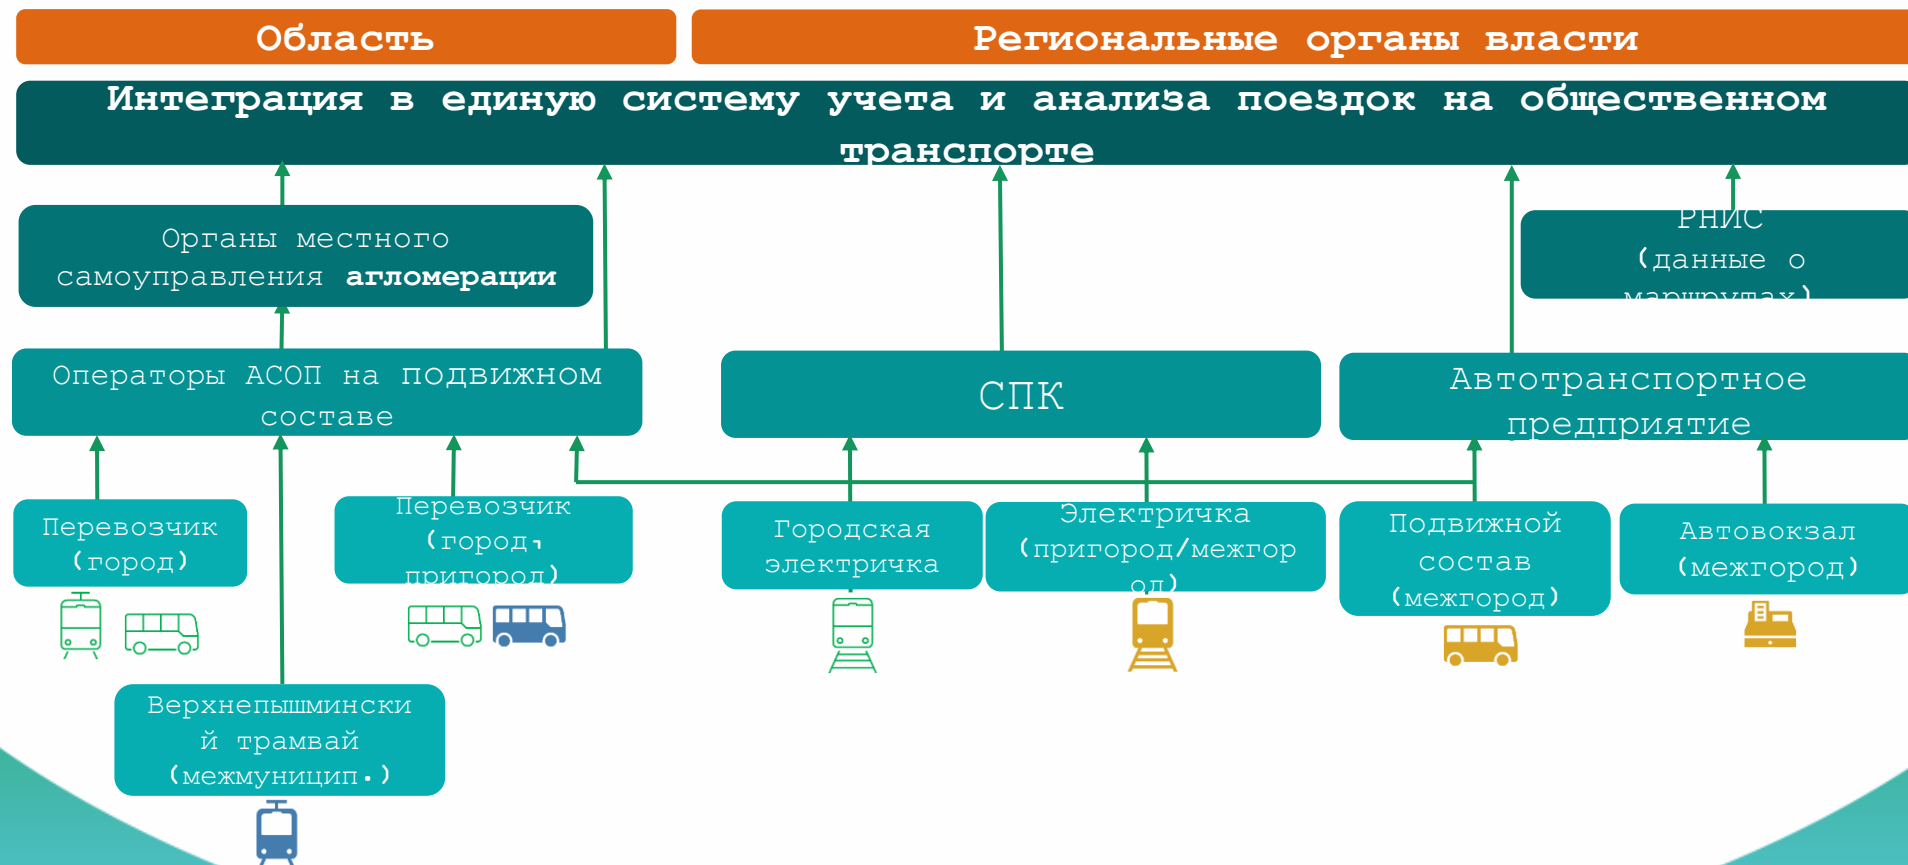 Область
Региональные органы власти
Интеграция в единую систему учета и анализа поездок на общественном
транспорте
Органы местного
самоуправления агломерации
РНИС
(данные о
маршрутах)
Операторы АСОП на подвижном
составе
СПК
Автотранспортное
предприятие
Перевозчик
(город)
Перевозчик
(город,
пригород)
Городская
электричка
Электричка
(пригород/межгор
од)
Подвижной
состав
(межгород)
Автовокзал
(межгород)
Верхнепышмински
й трамвай
(межмуницип.)